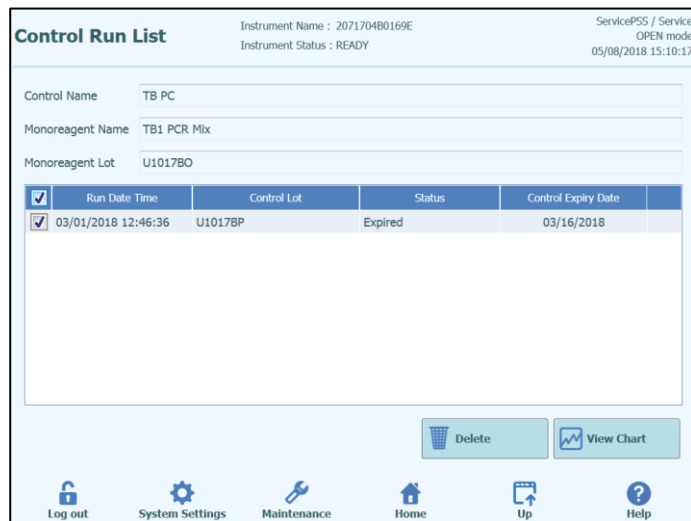 Control Run List
Instrument Name : 2071704B0169E
Instrument Status : READY
ServicePSS / Service
OPEN mode
05/08/2018 15:10:17
Control Name TB PC
Monoreagent Name TB1 PCR Mix
Monoreagent Lot U1017BO
Run Date Time Control Lot Status Control Expiry Date
03/01/2018 12:46:36 U1017BP Expired 03/16/2018
Delete View Chart
Log out System Settings Maintenance Home Up Help